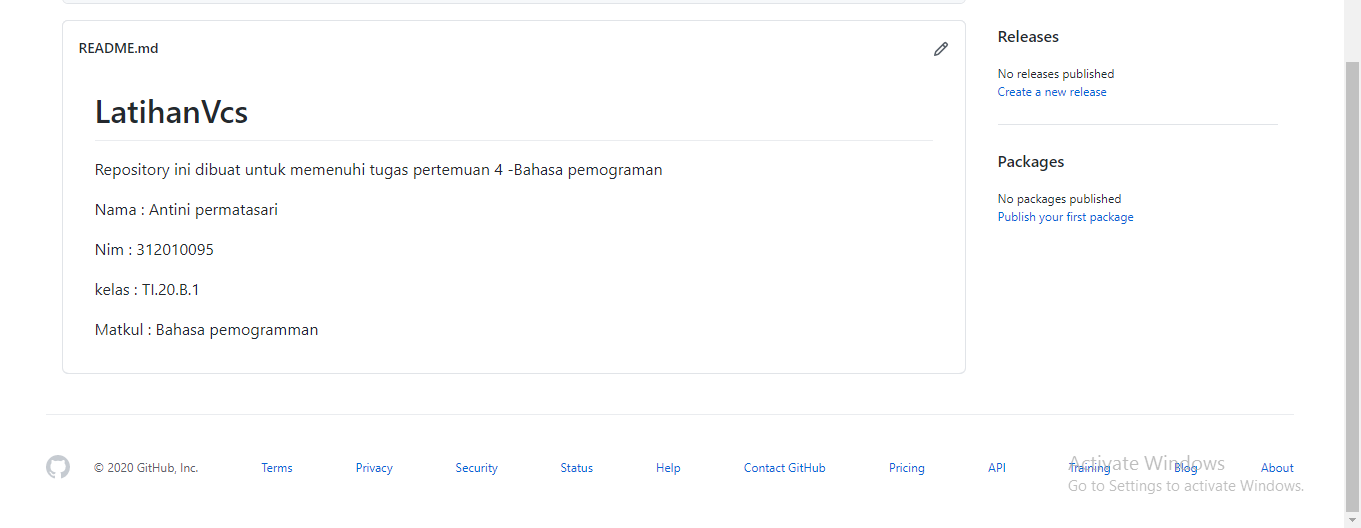 README.md
LatihanVcs
Repository ini dibuat untuk memenuhi tugas pertemuan 4 -Bahasa pemograman
Nama : Antini permatasari
Nim : 312010095
kelas : TI.20.B.1
Matkul : Bahasa pemogramman
Releases
No releases published
Create a new release
Packages
No packages published
Publish your first package
© 2020 GitHub, Inc. Terms Privacy Security Status Help Contact GitHub Pricing API Training Blog About
Activate Windows
Go to Settings to activate Windows.